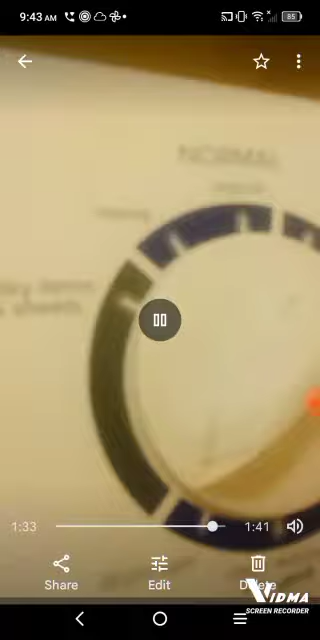 9:43 AM
85
NORMAL
1:33
1:41
Share
Edit
Delete
VIDMA
SCREEN RECORDER